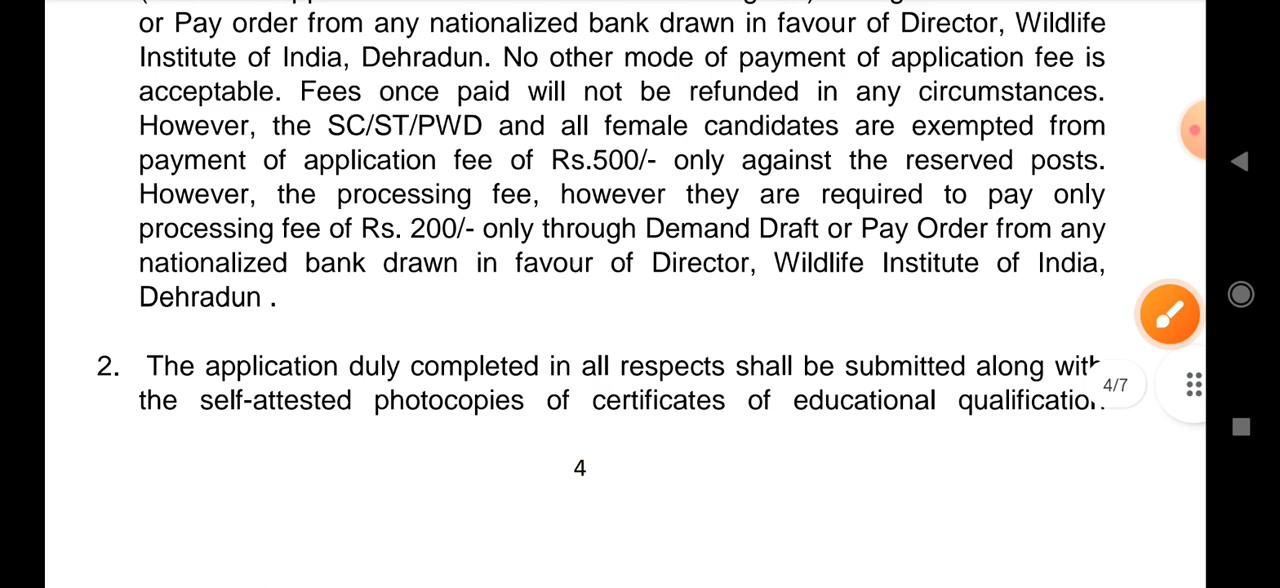 or Pay order from any nationalized bank drawn in favour of Director, Wildlife
Institute of India, Dehradun. No other mode of payment of application fee is
acceptable. Fees once paid will not be refunded in any circumstances.
However, the SC/ST/PWD and all female candidates are exempted from
payment of application fee of Rs.500/- only against the reserved posts.
However, the processing fee, however they are required to pay only
processing fee of Rs. 200/- only through Demand Draft or Pay Order from any
nationalized bank drawn in favour of Director, Wildlife Institute of India,
Dehradun .
2. The application duly completed in all respects shall be submitted along with
the self-attested photocopies of certificates of educational qualification
4/7
4